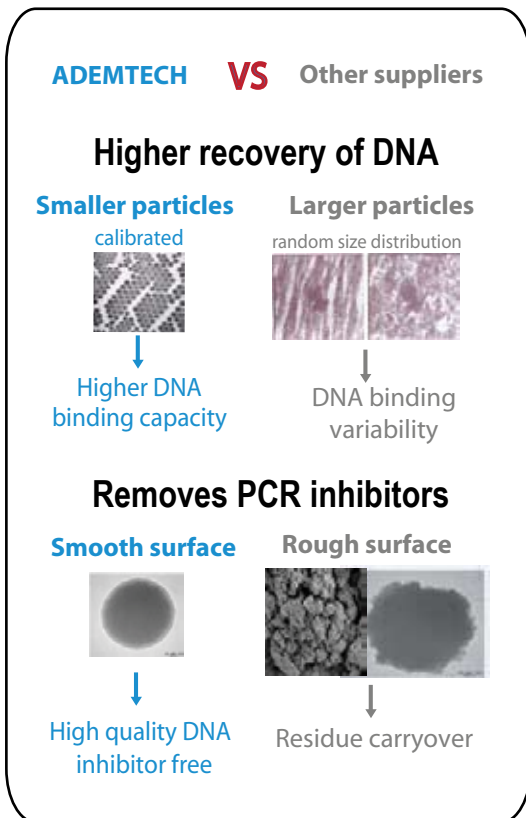 ADEMTECH VS Other suppliers
Higher recovery of DNA
Smaller particles
calibrated
Larger particles
random size distribution
Higher DNA
binding capacity
DNA binding
variability
Removes PCR inhibitors
Smooth surface
Rough surface
High quality DNA
inhibitor free
Residue carryover